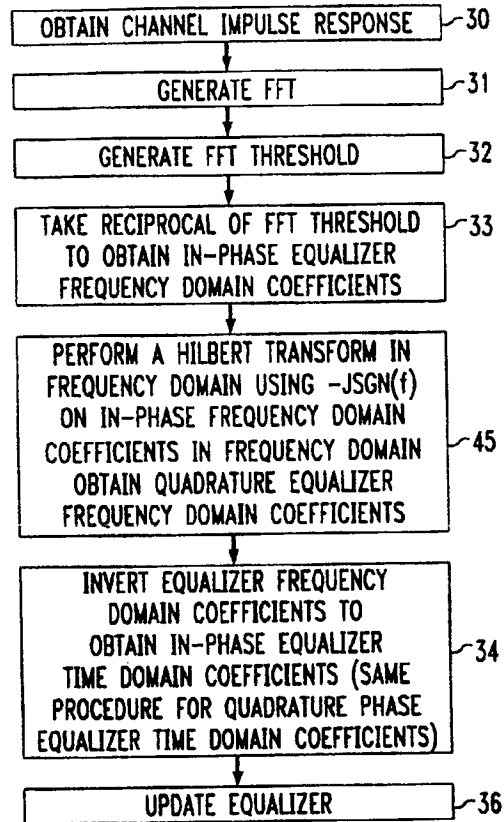 OBTAIN CHANNEL IMPULSE RESPONSE 30
GENERATE FFT 31
GENERATE FFT THRESHOLD 32
TAKE RECIPROCAL OF FFT THRESHOLD
TO OBTAIN IN-PHASE EQUALIZER
FREQUENCY DOMAIN COEFFICIENTS
33
PERFORM A HILBERT TRANSFORM IN
FREQUENCY DOMAIN USING -JSGN(f)
ON IN-PHASE FREQUENCY DOMAIN
COEFFICIENTS IN FREQUENCY DOMAIN
OBTAIN QUADRATURE EQUALIZER
FREQUENCY DOMAIN COEFFICIENTS
45
INVERT EQUALIZER FREQUENCY
DOMAIN COEFFICIENTS TO
OBTAIN IN-PHASE EQUALIZER
TIME DOMAIN COEFFICIENTS (SAME
PROCEDURE FOR QUADRATURE PHASE
EQUALIZER TIME DOMAIN COEFFICIENTS)
34
UPDATE EQUALIZER 36